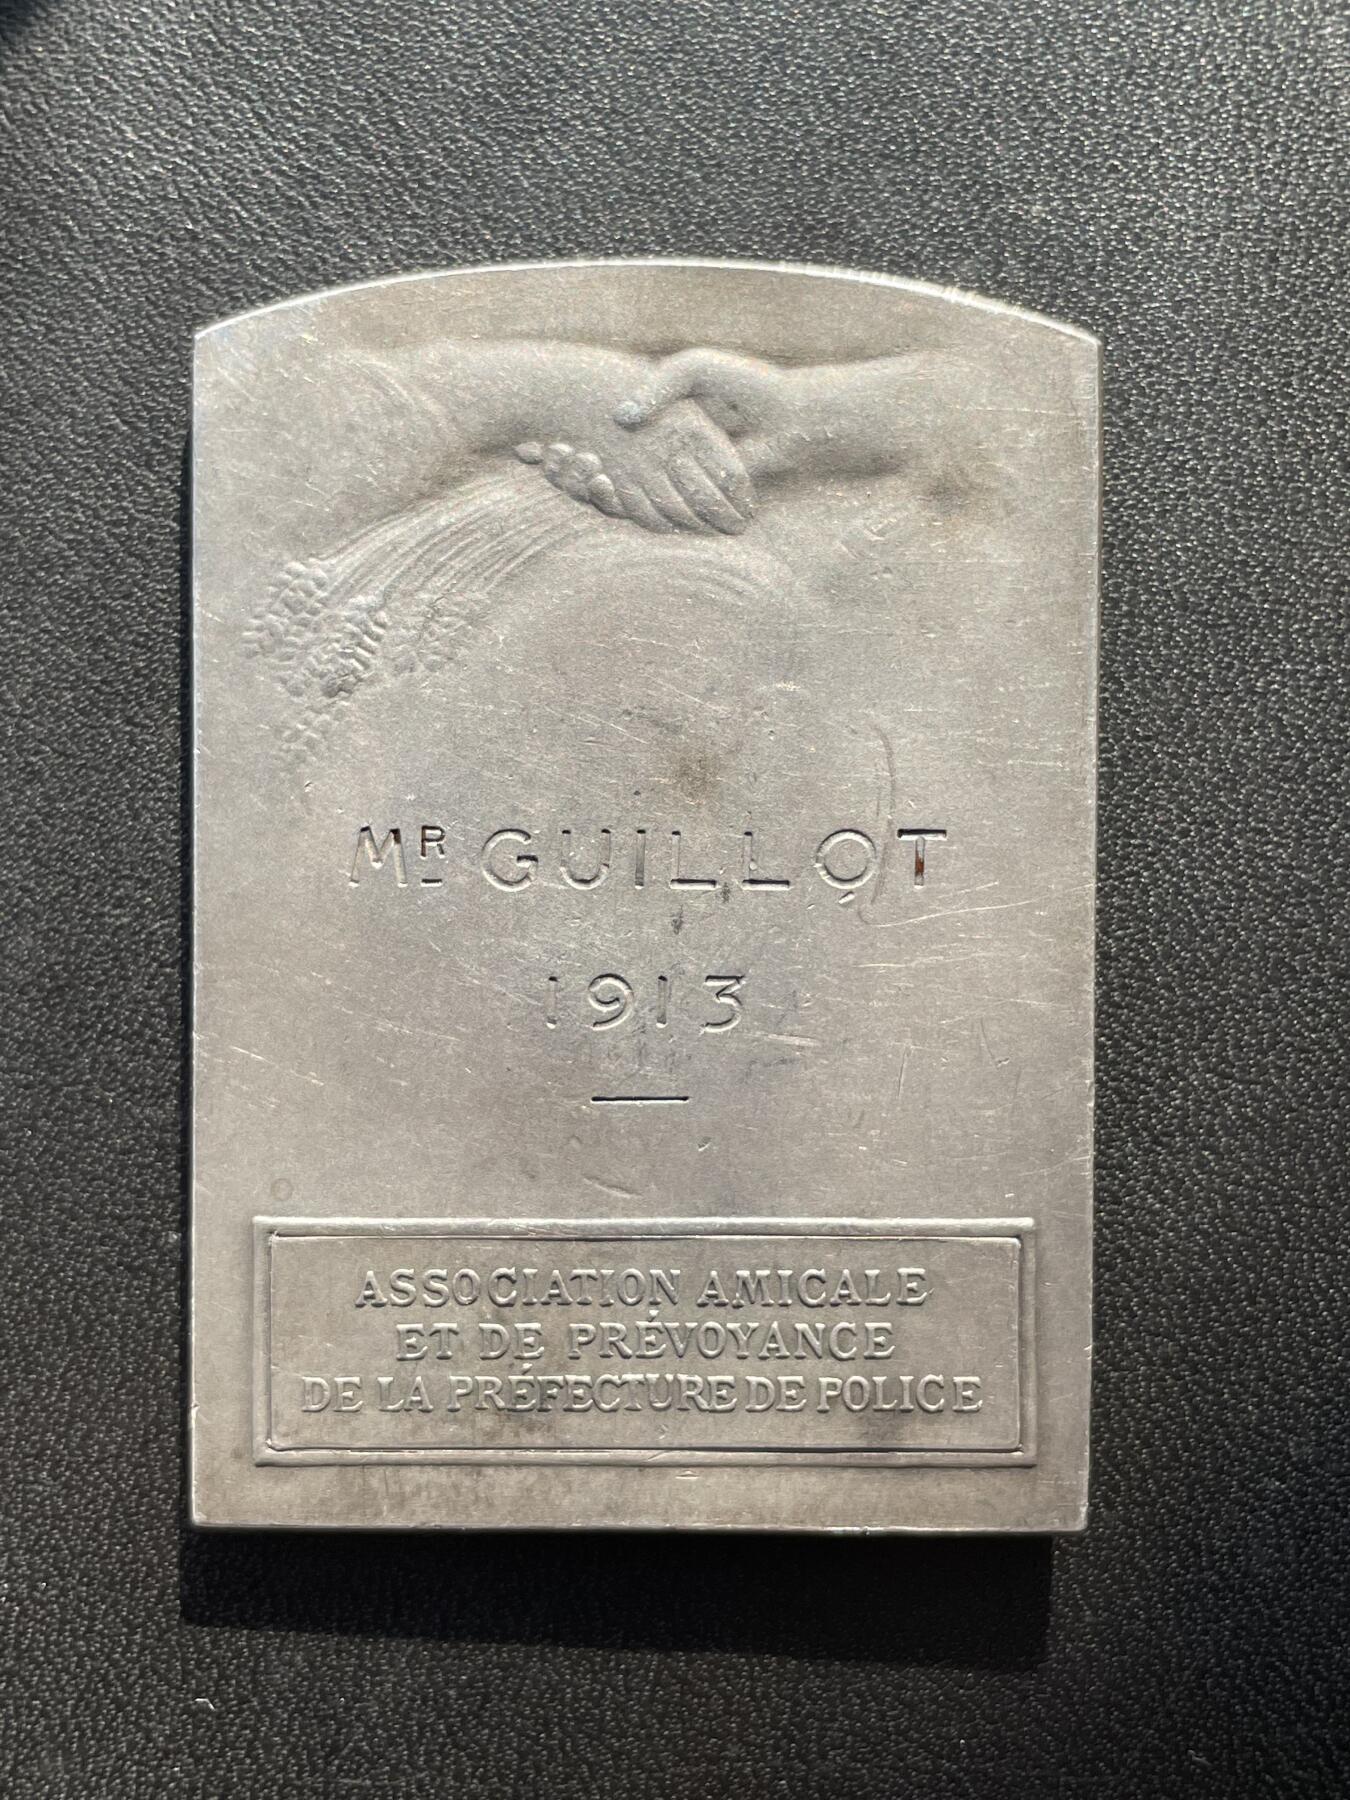 Mᴿ GUILLOT
1913
ASSOCIATION AMICALE
ET DE PRÉVOYANCE
DE LA PRÉFECTURE DE POLICE